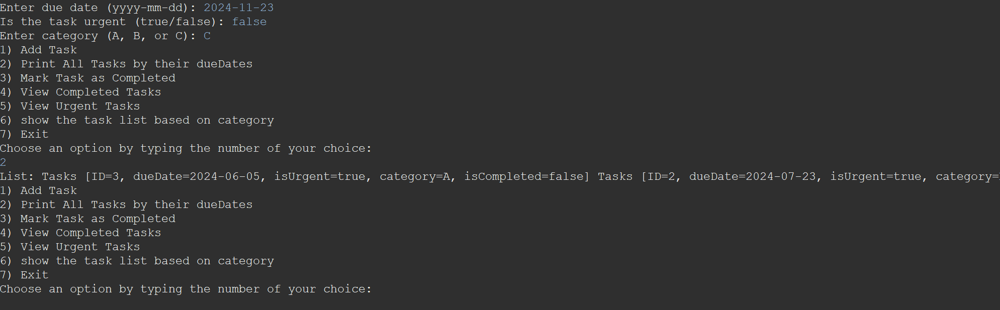 Enter due date (yyyy-mm-dd): 2024-11-23
Is the task urgent (true/false): false
Enter category (A, B, or C): C
1) Add Task
2) Print All Tasks by their dueDates
3) Mark Task as Completed
4) View Completed Tasks
5) View Urgent Tasks
6) show the task list based on category
7) Exit
Choose an option by typing the number of your choice:
2
List: Tasks [ID=3, dueDate=2024-06-05, isUrgent=true, category=A, isCompleted=false] Tasks [ID=2, dueDate=2024-07-23, isUrgent=true, category=
1) Add Task
2) Print All Tasks by their dueDates
3) Mark Task as Completed
4) View Completed Tasks
5) View Urgent Tasks
6) show the task list based on category
7) Exit
Choose an option by typing the number of your choice: